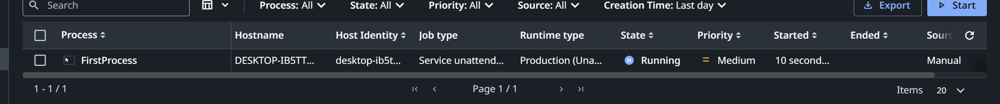 Search Process: All State: All Priority: All Source: All Creation Time: Last day Export Start
Process Hostname Host Identity Job type Runtime type State Priority Started Ended Sourc
FirstProcess DESKTOP-IB5TT... desktop-ib5t... Service unattend... Production (Una... Running Medium 10 second... Manual
1 - 1 / 1 Page 1 / 1 Items 20